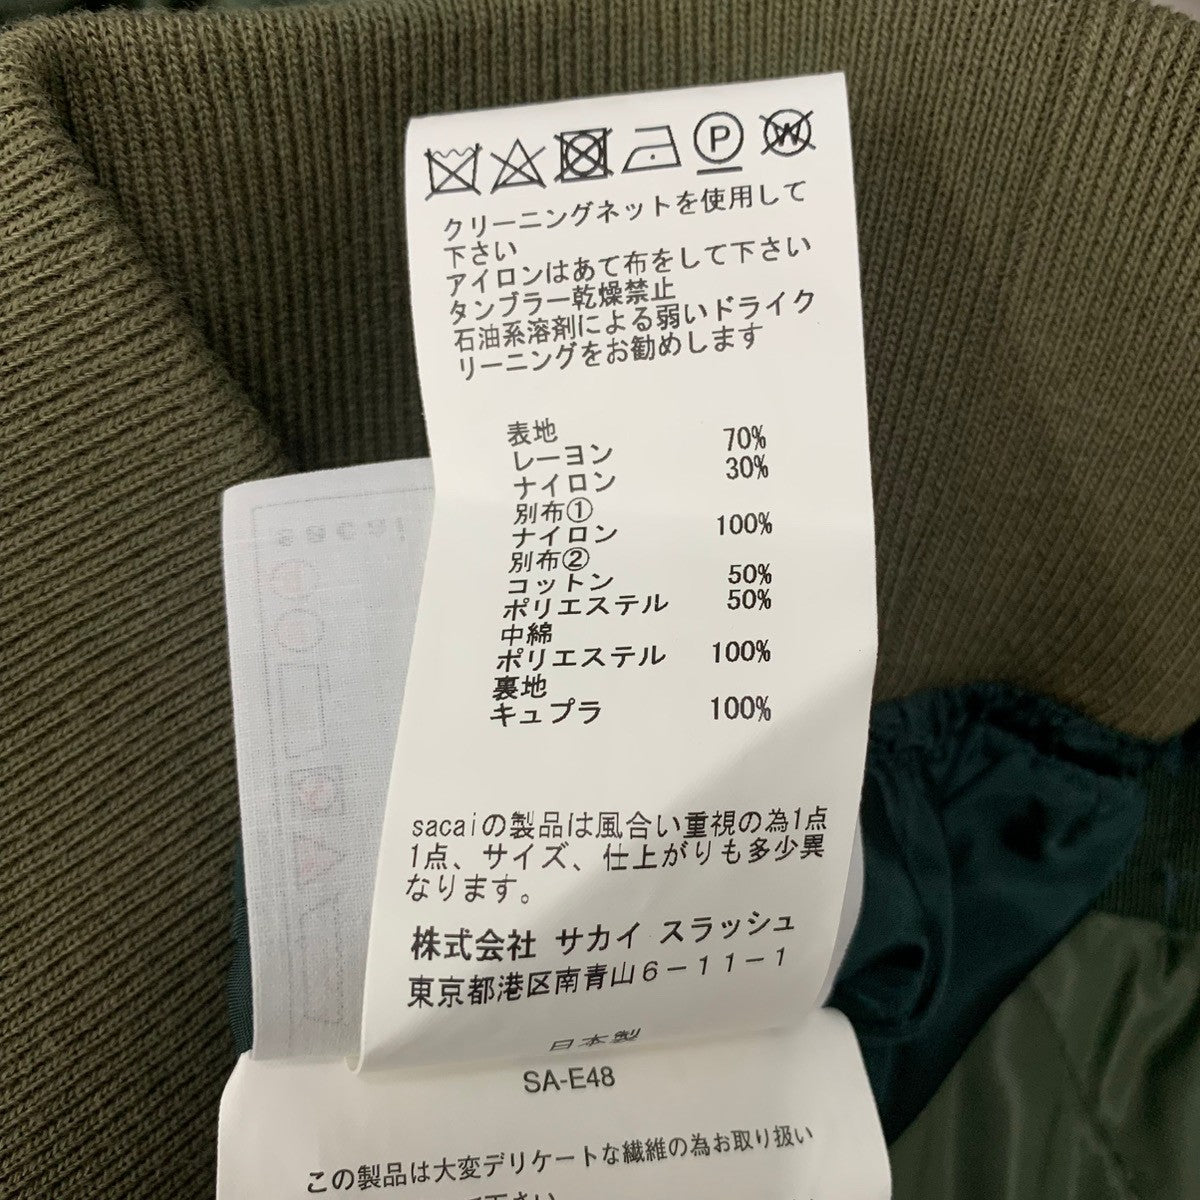 P
W
クリーニングネットを使用して
下さい
アイロンはあて布をして下さい
タンブラー乾燥禁止
石油系溶剤による弱いドライク
リーニングをお勧めします
表地
レーヨン 70%
ナイロン 30%
別布①
ナイロン 100%
別布②
コットン 50%
ポリエステル 50%
中綿
ポリエステル 100%
裏地
キュプラ 100%
sacaiの製品は風合い重視の為1点
1点、サイズ、仕上がりも多少異
なります。
株式会社 サカイ スラッシュ
東京都港区南青山6-11-1
日本製
SA-E48
この製品は大変デリケートな繊維の為お取り扱い
て下さい